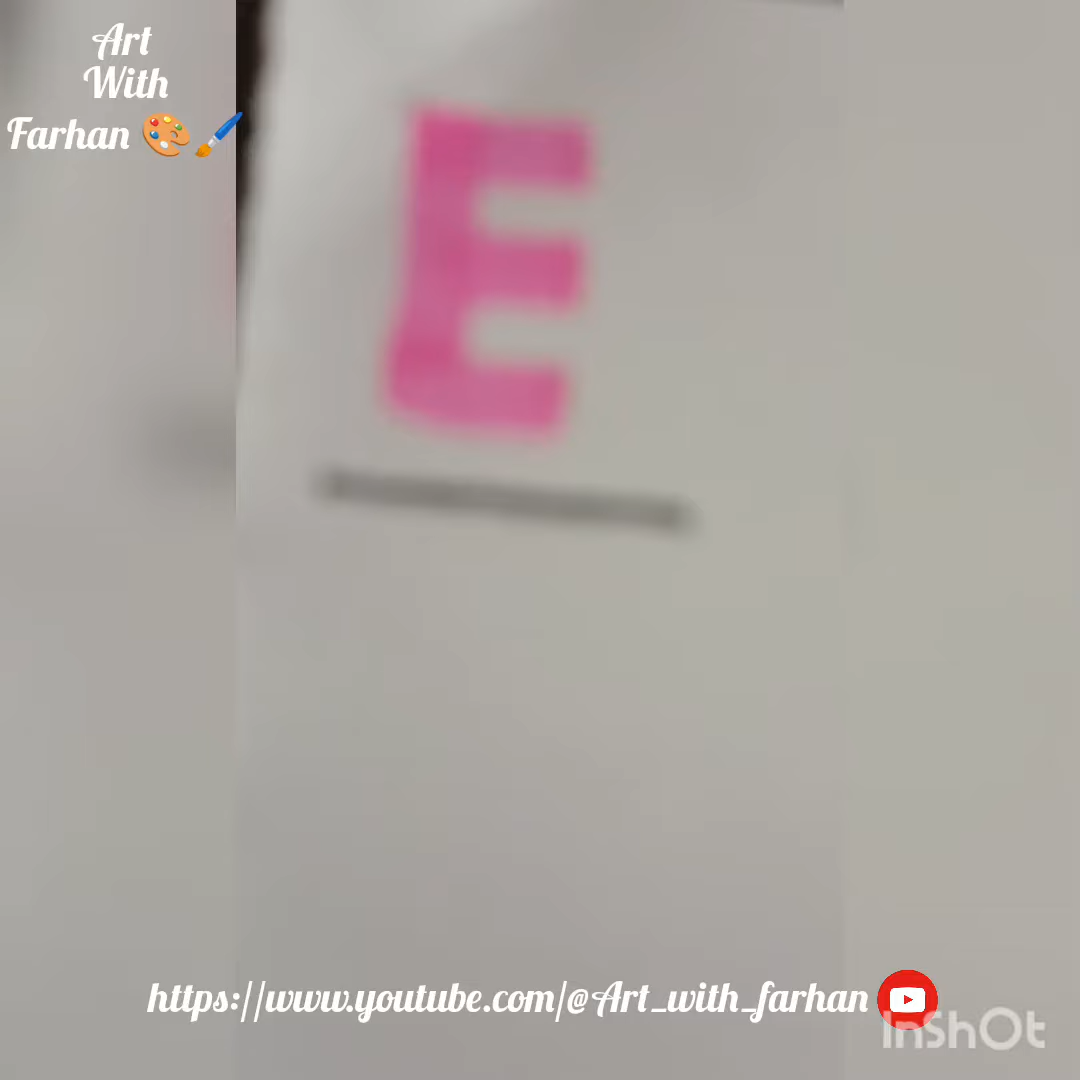 Art
With
Farhan 🎨🖌️
E
https://www.youtube.com/@Art_with_farhan
InShOt